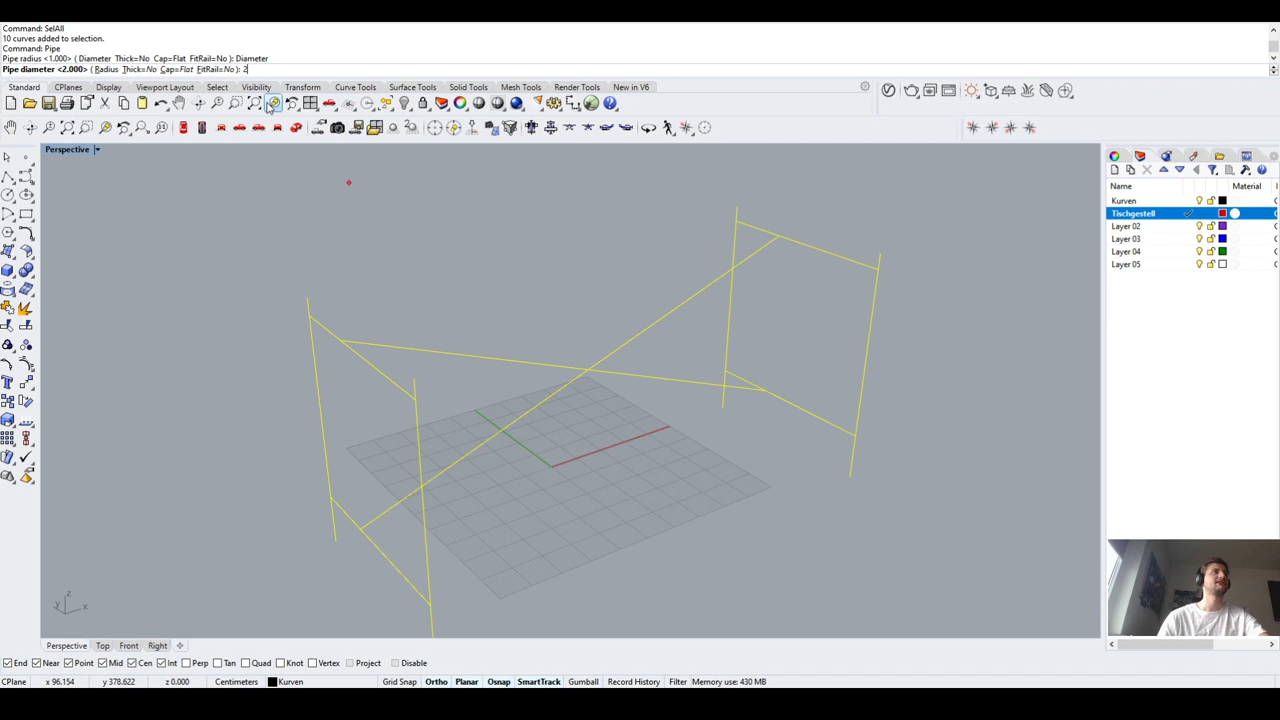 Command: SelAll
10 curves added to selection.
Command: Pipe
Pipe radius <1.000> ( Diameter Thick=No Cap=Flat FitRail=No ): Diameter
Pipe diameter <2.000> ( Radius Thick=No Cap=Flat FitRail=No ): 2
Standard CPlanes Display Viewport Layout Select Visibility Transform Curve Tools Surface Tools Solid Tools Mesh Tools Render Tools New in V6
Perspective
Name Material
Kurven
Tischgestell
Layer 02
Layer 03
Layer 04
Layer 05
z
y x
Perspective Top Front Right
End Near Point Mid Cen Int Perp Tan Quad Knot Vertex Project Disable
CPlane x 96.154 y 378.622 z 0.000 Centimeters Kurven Grid Snap Ortho Planar Osnap SmartTrack Gumball Record History Filter Memory use: 430 MB